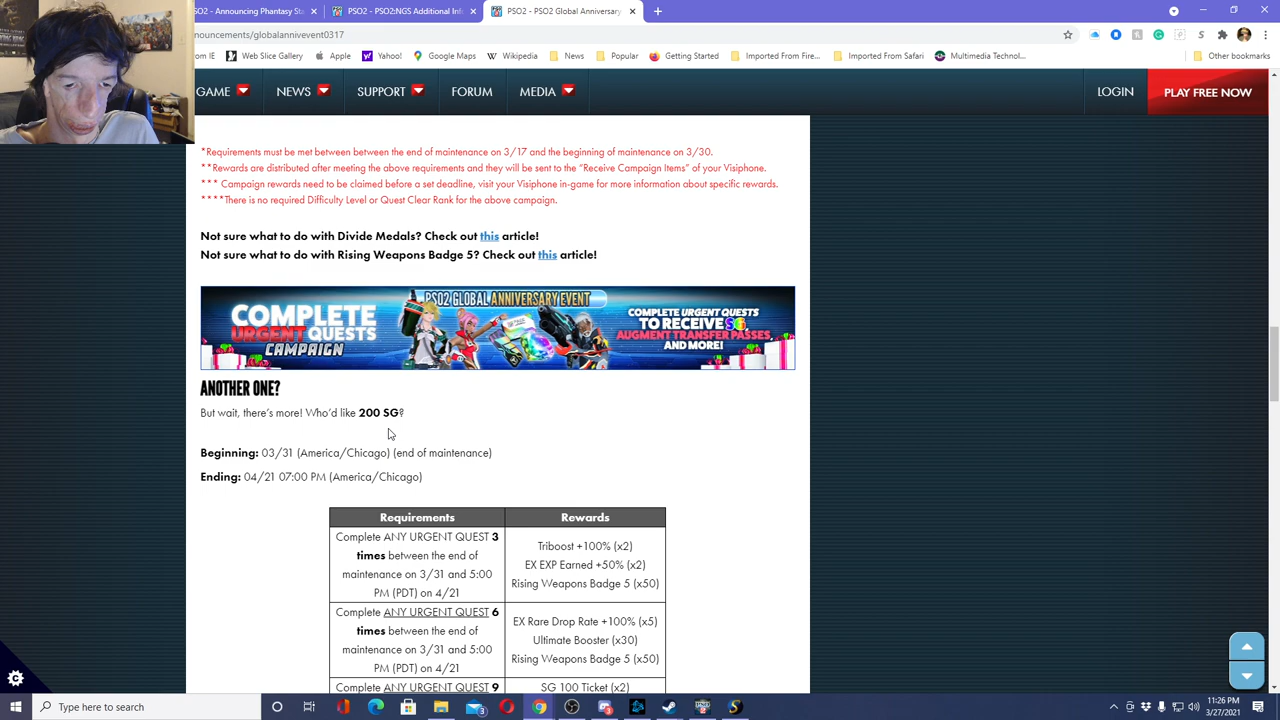 SO2 - Announcing Phantasy Sta
PSO2 - Additional Infor
PSO2 - PSO2 Global Anniversary
nouncements/globalannivevent0317
rom IE
Web Slice Gallery
Apple
Yahoo!
Google Maps
Wikipedia
News
Popular
Getting Started
Imported From Fire...
Imported From Safari
Multimedia Technol...
Other bookmarks
GAME
NEWS
SUPPORT
FORUM
MEDIA
LOGIN
PLAY FREE NOW
*Requirements must be met between between the end of maintenance on 3/17 and the beginning of maintenance on 3/30.
**Rewards are distributed after meeting the above requirements and they will be sent to the “Receive Campaign Items” of your Visiphone.
*** Campaign rewards need to be claimed before a set deadline, visit your Visiphone in-game for more information about specific rewards.
****There is no required Difficulty Level or Quest Clear Rank for the above campaign.
Not sure what to do with Divide Medals? Check out this article!
Not sure what to do with Rising Weapons Badge 5? Check out this article!
PSO2 GLOBAL ANNIVERSARY EVENT
COMPLETE
URGENT QUESTS
CAMPAIGN
COMPLETE URGENT QUESTS
TO RECEIVE SG
AUGMENT TRANSFER PASSES,
AND MORE!
ANOTHER ONE?
But wait, there's more! Who'd like 200 SG?
Beginning: 03/31 (America/Chicago) (end of maintenance)
Ending: 04/21 07:00 PM (America/Chicago)
Requirements
Rewards
Complete ANY URGENT QUEST 3
times between the end of
maintenance on 3/31 and 5:00
PM (PDT) on 4/21
Triboost +100% (x2)
EX EXP Earned +50% (x2)
Rising Weapons Badge 5 (x50)
Complete ANY URGENT QUEST 6
times between the end of
maintenance on 3/31 and 5:00
PM (PDT) on 4/21
EX Rare Drop Rate +100% (x5)
Ultimate Booster (x30)
Rising Weapons Badge 5 (x50)
Complete ANY URGENT QUEST 9
SG 100 Ticket (x2)
Type here to search
11:26 PM
3/27/2021